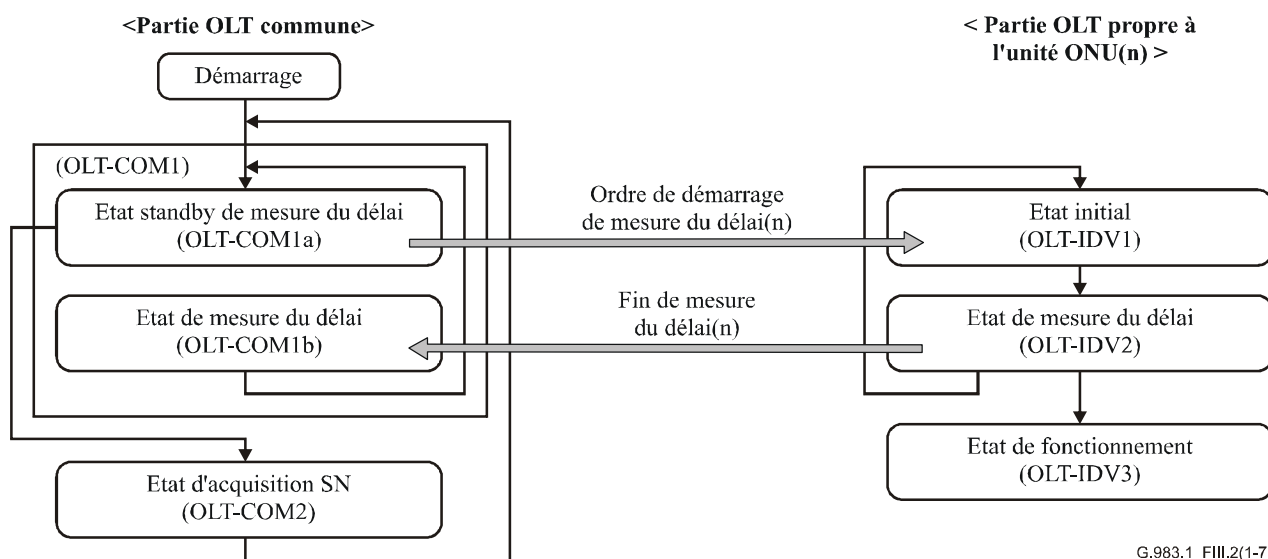 <Partie OLT commune>
< Partie OLT propre à
l'unité ONU(n) >
Démarrage
(OLT-COM1)
Etat standby de mesure du délai
(OLT-COM1a)
Ordre de démarrage
de mesure du délai(n)
Etat initial
(OLT-IDV1)
Etat de mesure du délai
(OLT-COM1b)
Fin de mesure
du délai(n)
Etat de mesure du délai
(OLT-IDV2)
Etat de fonctionnement
(OLT-IDV3)
Etat d'acquisition SN
(OLT-COM2)
G.983.1_FIII.2(1-7